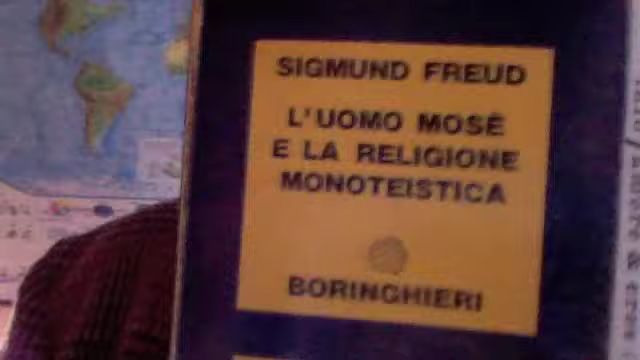 SIGMUND FREUD
L'UOMO MOSÈ
E LA RELIGIONE
MONOTEISTICA
BORINGHIERI